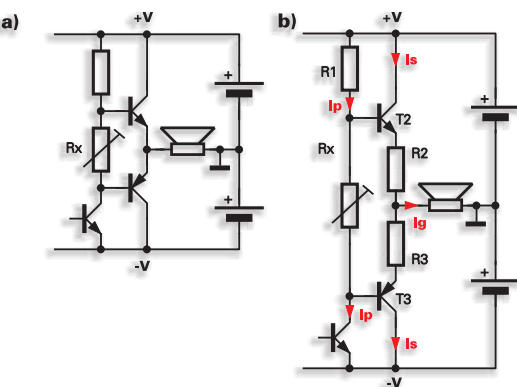 a)
+V
+
Rx
+
-V
b)
+V
R1
Is
Ip
+
T2
Rx
R2
Ig
R3
+
T3
Ip
Is
-V